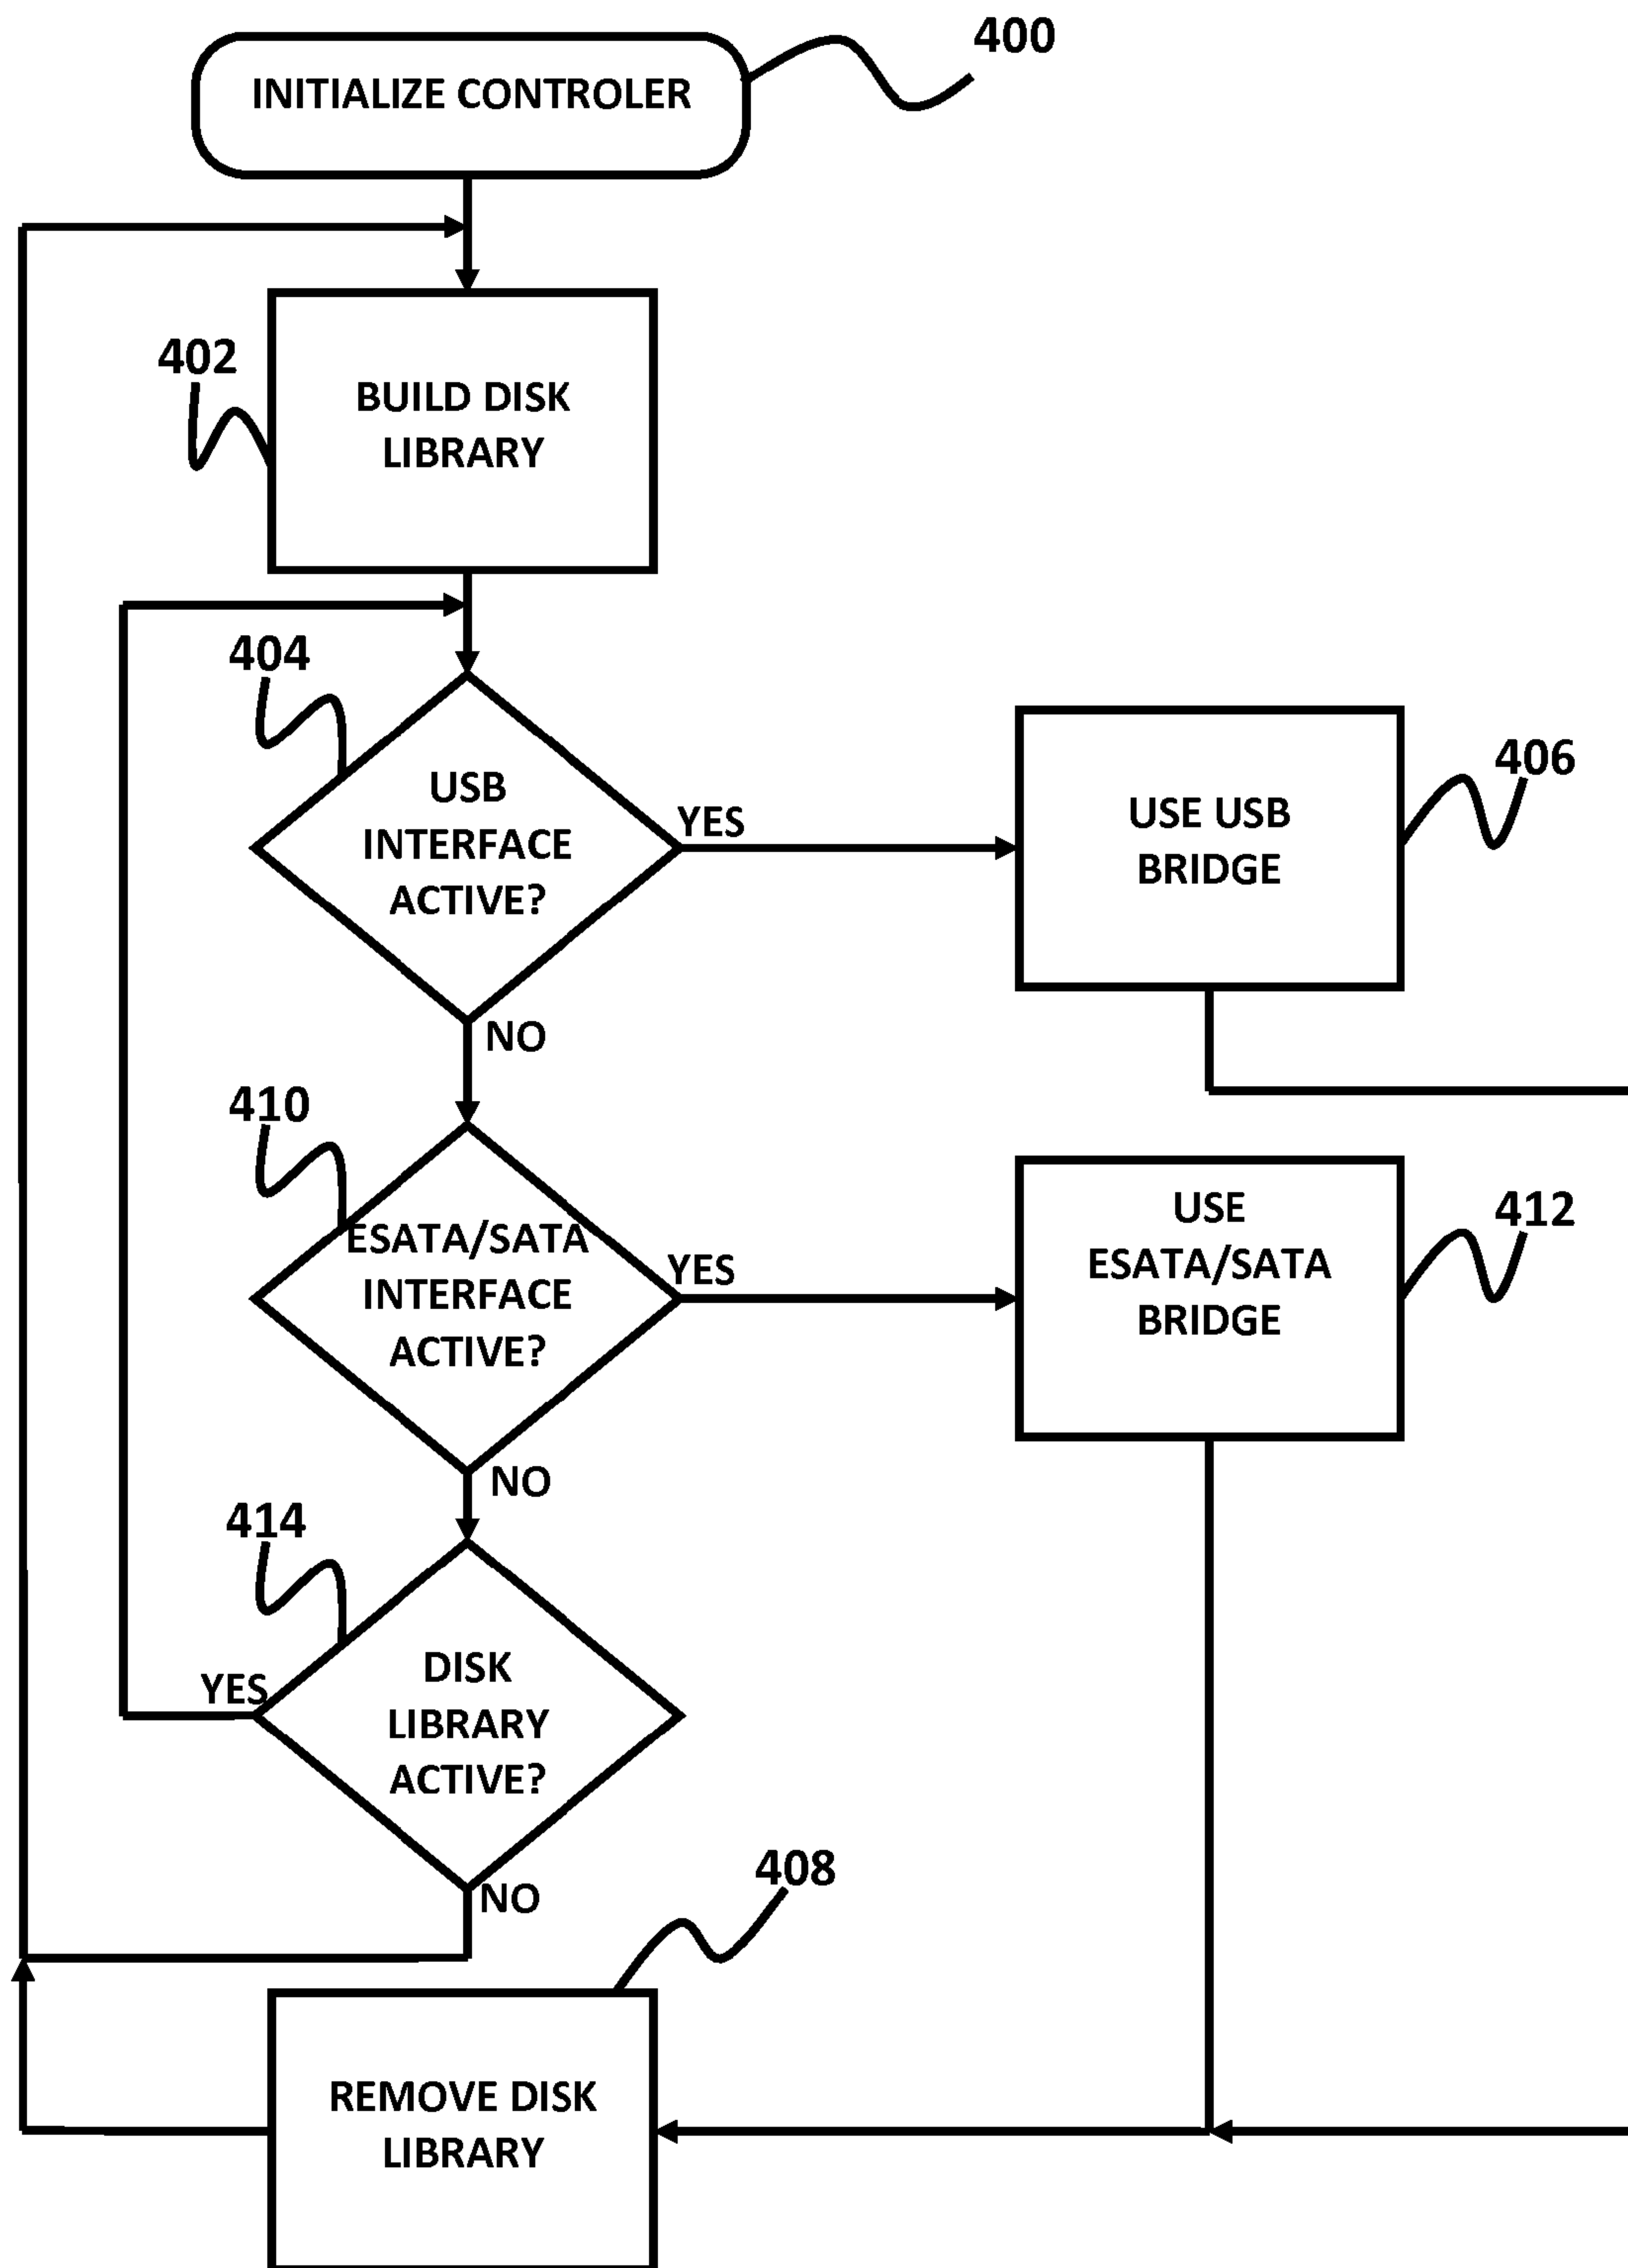 400
INITIALIZE CONTROLER
402
BUILD DISK
LIBRARY
404
USB
INTERFACE
ACTIVE?
YES
NO
USE USB
BRIDGE
406
410
ESATA/SATA
INTERFACE
ACTIVE?
YES
NO
USE
ESATA/SATA
BRIDGE
412
414
DISK
LIBRARY
ACTIVE?
YES
NO
408
REMOVE DISK
LIBRARY